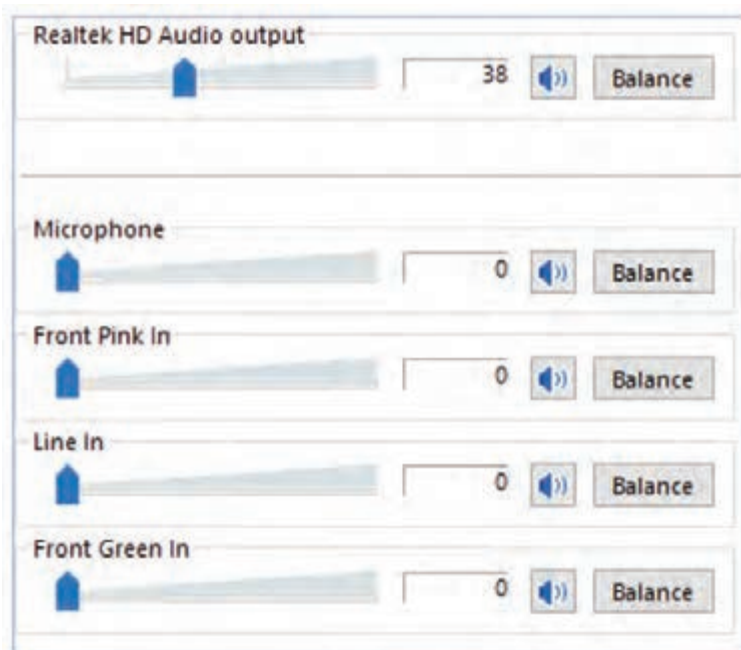 Realtek HD Audio output
38 Balance
Microphone
0 Balance
Front Pink In
0 Balance
Line In
0 Balance
Front Green In
0 Balance